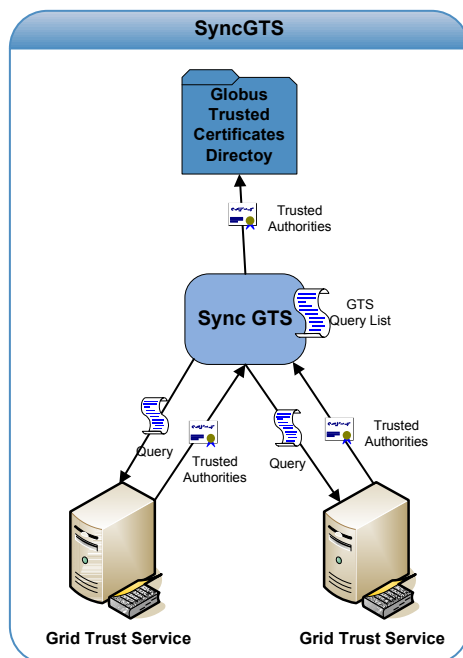 SyncGTS
Globus
Trusted
Certificates
Directoy
Trusted
Authorities
Sync GTS
GTS
Query List
Query
Trusted
Authorities
Query
Trusted
Authorities
Grid Trust Service
Grid Trust Service